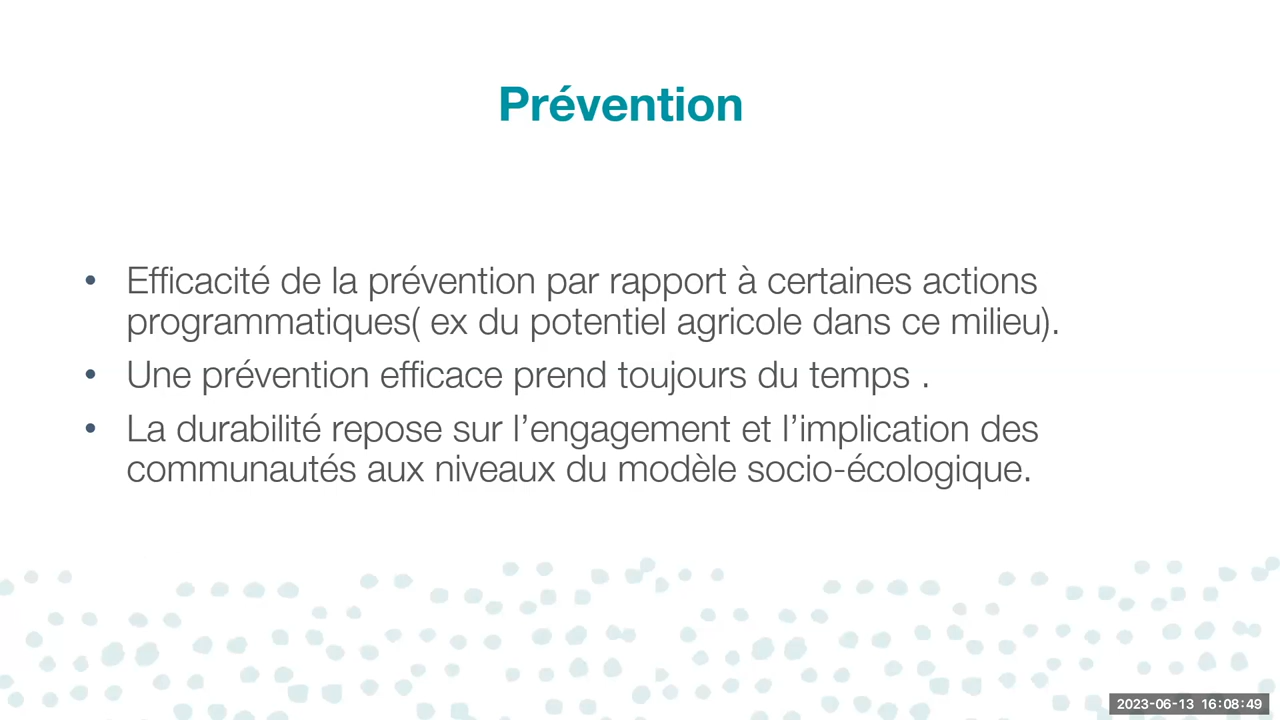 Prévention
• Efficacité de la prévention par rapport à certaines actions
programmatiques( ex du potentiel agricole dans ce milieu).
• Une prévention efficace prend toujours du temps .
• La durabilité repose sur l’engagement et l’implication des
communautés aux niveaux du modèle socio-écologique.
2023-06-13 16:08:49